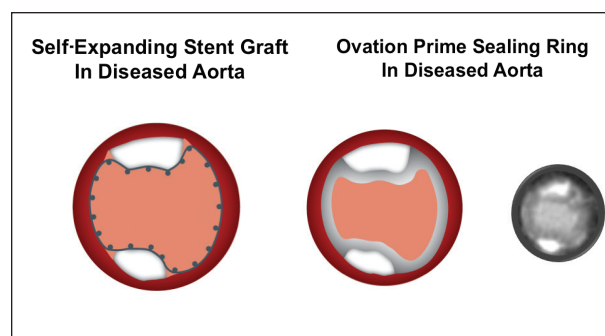 Self-Expanding Stent Graft
In Diseased Aorta
Ovation Prime Sealing Ring
In Diseased Aorta